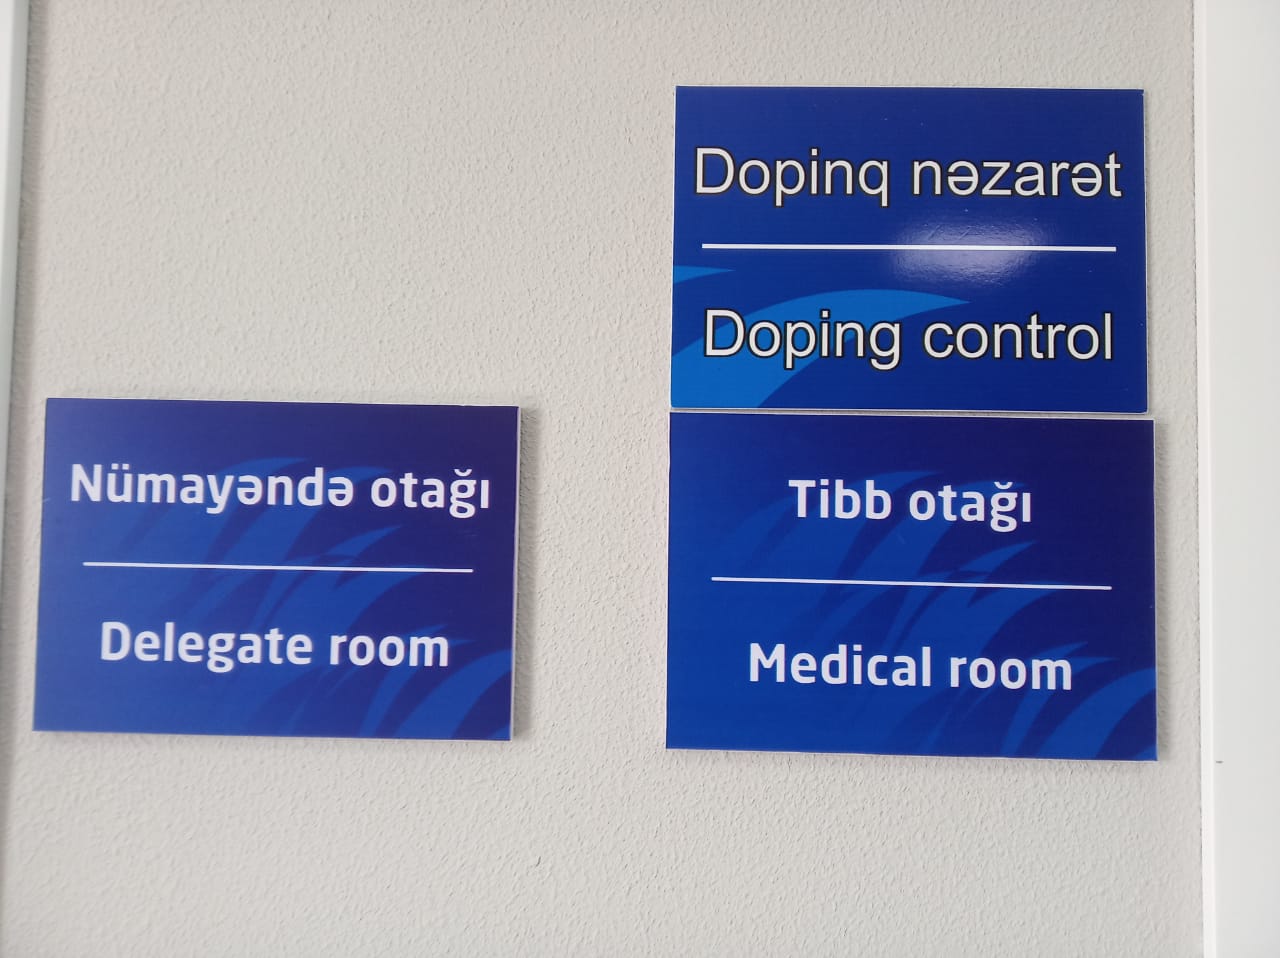 Dopinq nəzarət
Doping control
Nümayəndə otağı
Delegate room
Tibb otağı
Medical room